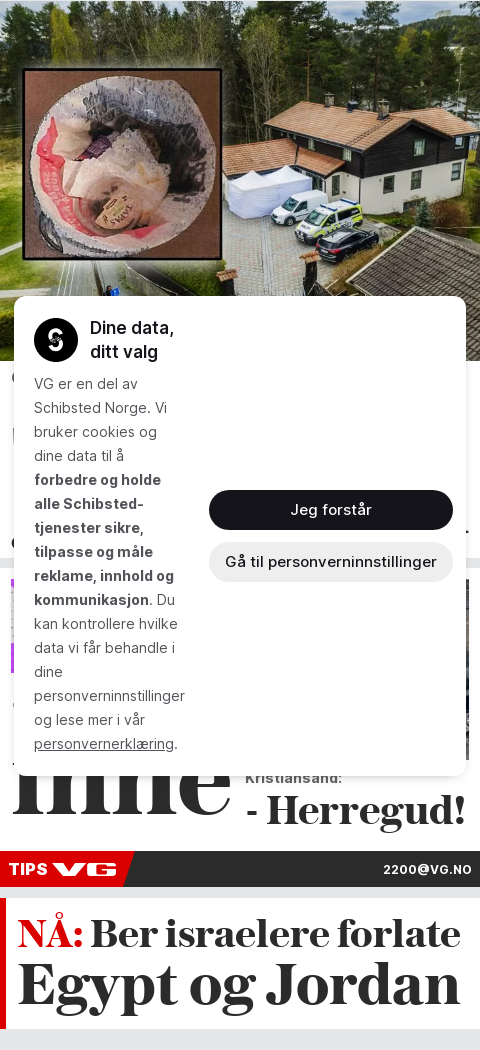 Dine data,
ditt valg
VG er en del av
Schibsted Norge. Vi
bruker cookies og
dine data til å
forbedre og holde
alle Schibsted-
tjenester sikre,
tilpasse og måle
reklame, innhold og
kommunikasjon. Du
kan kontrollere hvilke
data vi får behandle i
dine
personverninnstillinger
og lese mer i vår
personvernerklæring.
Jeg forstår
Gå til personverninnstillinger
inne
Kristiansand:
- Herregud!
TIPS VG
2200@VG.NO
NÅ: Ber israelere forlate
Egypt og Jordan